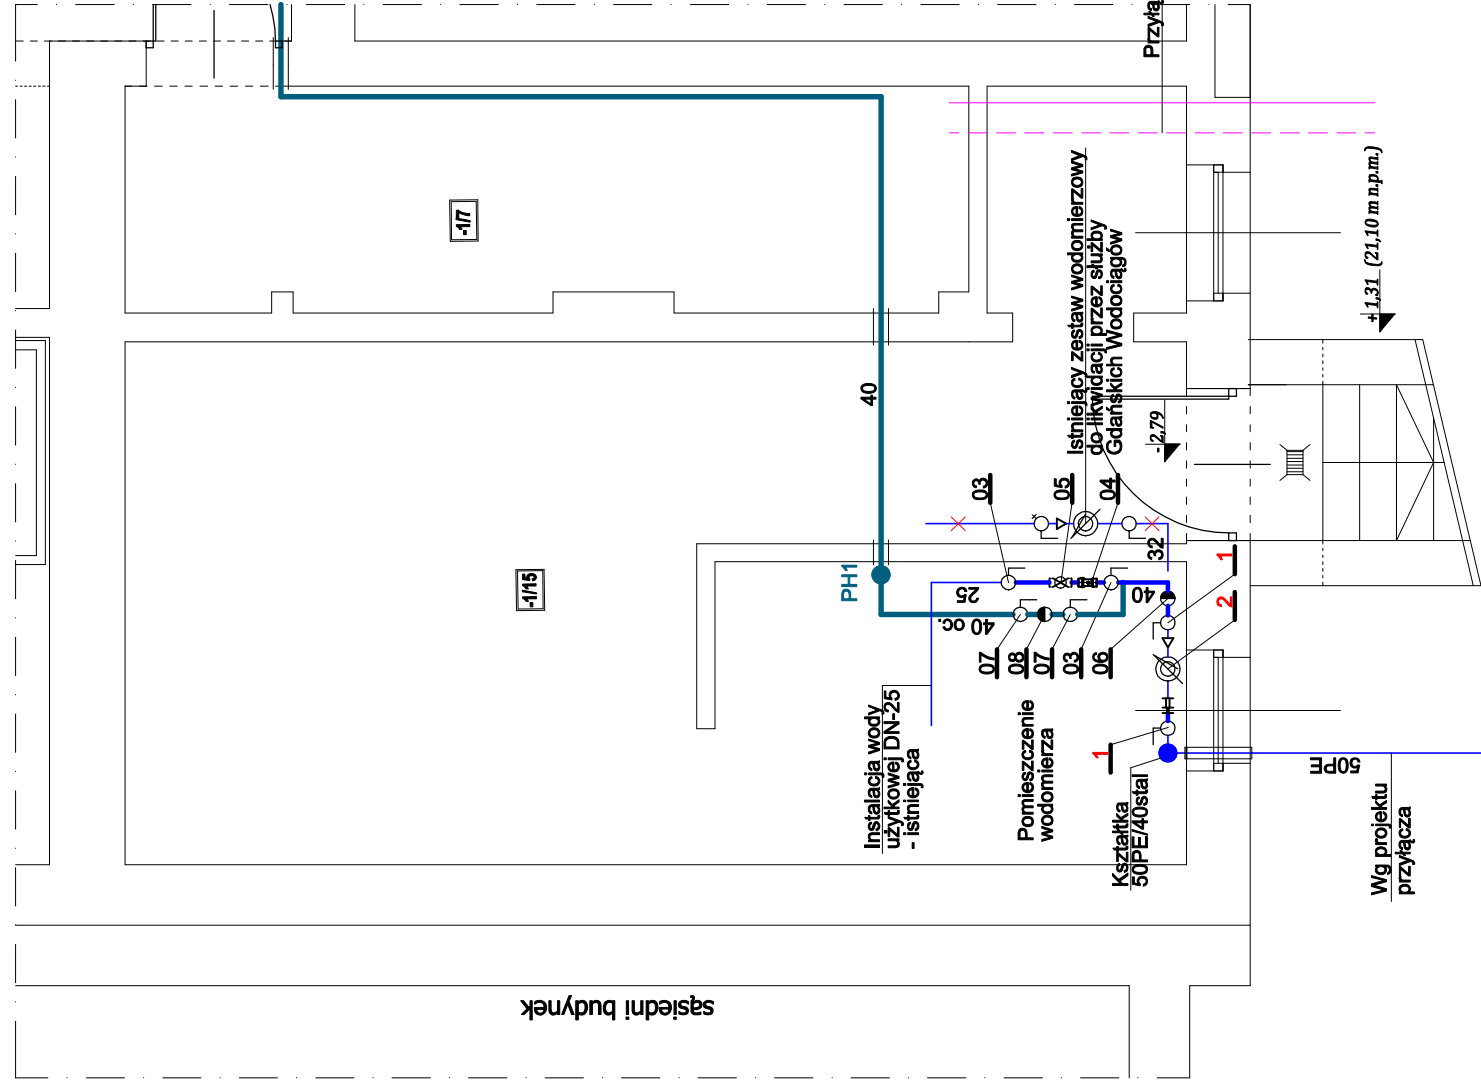 Przyłą
-1/7
Istniejący zestaw wodomierzowy
do likwidacji przez służby
Gdańskich Wodociągów
+1,31 (21,10 m n.p.m.)
40
-2,79
03
05
04
32
-1/15
PH1
25
40
1
40 oc.
2
07
08
07
03
06
Instalacja wody
użytkowej DN-25
- istniejąca
Pomieszczenie
wodomierza
1
Kształtka
50PE/40stal
50PE
Wg projektu
przyłącza
sąsiedni budynek